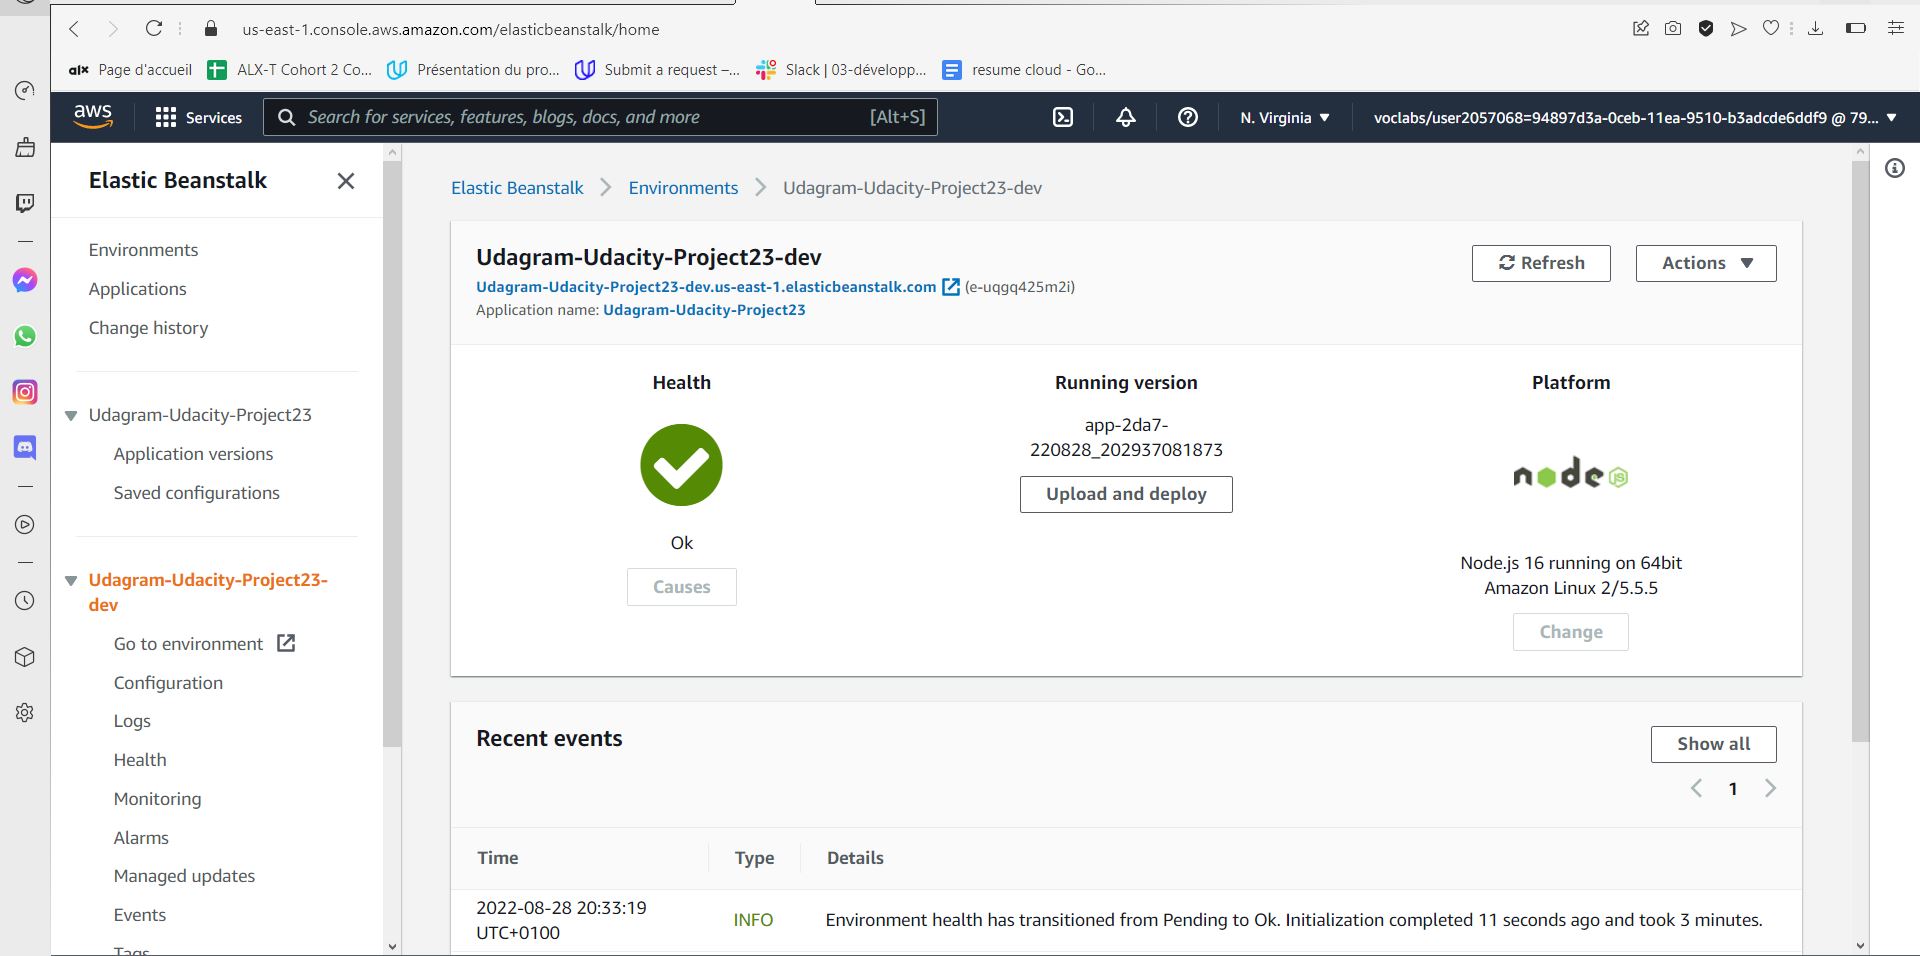 us-east-1.console.aws.amazon.com/elasticbeanstalk/home
alx Page d'accueil
ALX-T Cohort 2 Co...
Présentation du pro...
Submit a request –...
Slack | 03-développ...
resume cloud - Go...
aws
Services
Search for services, features, blogs, docs, and more
[Alt+S]
N. Virginia
voclabs/user2057068=94897d3a-0ceb-11ea-9510-b3adcde6ddf9 @ 79...
Elastic Beanstalk
Environments
Applications
Change history
Udagram-Udacity-Project23
Application versions
Saved configurations
Udagram-Udacity-Project23-
dev
Go to environment
Configuration
Logs
Health
Monitoring
Alarms
Managed updates
Events
Tags
Elastic Beanstalk
Environments
Udagram-Udacity-Project23-dev
Udagram-Udacity-Project23-dev
Udagram-Udacity-Project23-dev.us-east-1.elasticbeanstalk.com (e-uqgq425m2i)
Application name: Udagram-Udacity-Project23
Refresh
Actions
Health
Ok
Causes
Running version
app-2da7-
220828_202937081873
Upload and deploy
Platform
node JS
Node.js 16 running on 64bit
Amazon Linux 2/5.5.5
Change
Recent events
Show all
1
Time
Type
Details
2022-08-28 20:33:19
UTC+0100
INFO
Environment health has transitioned from Pending to Ok. Initialization completed 11 seconds ago and took 3 minutes.